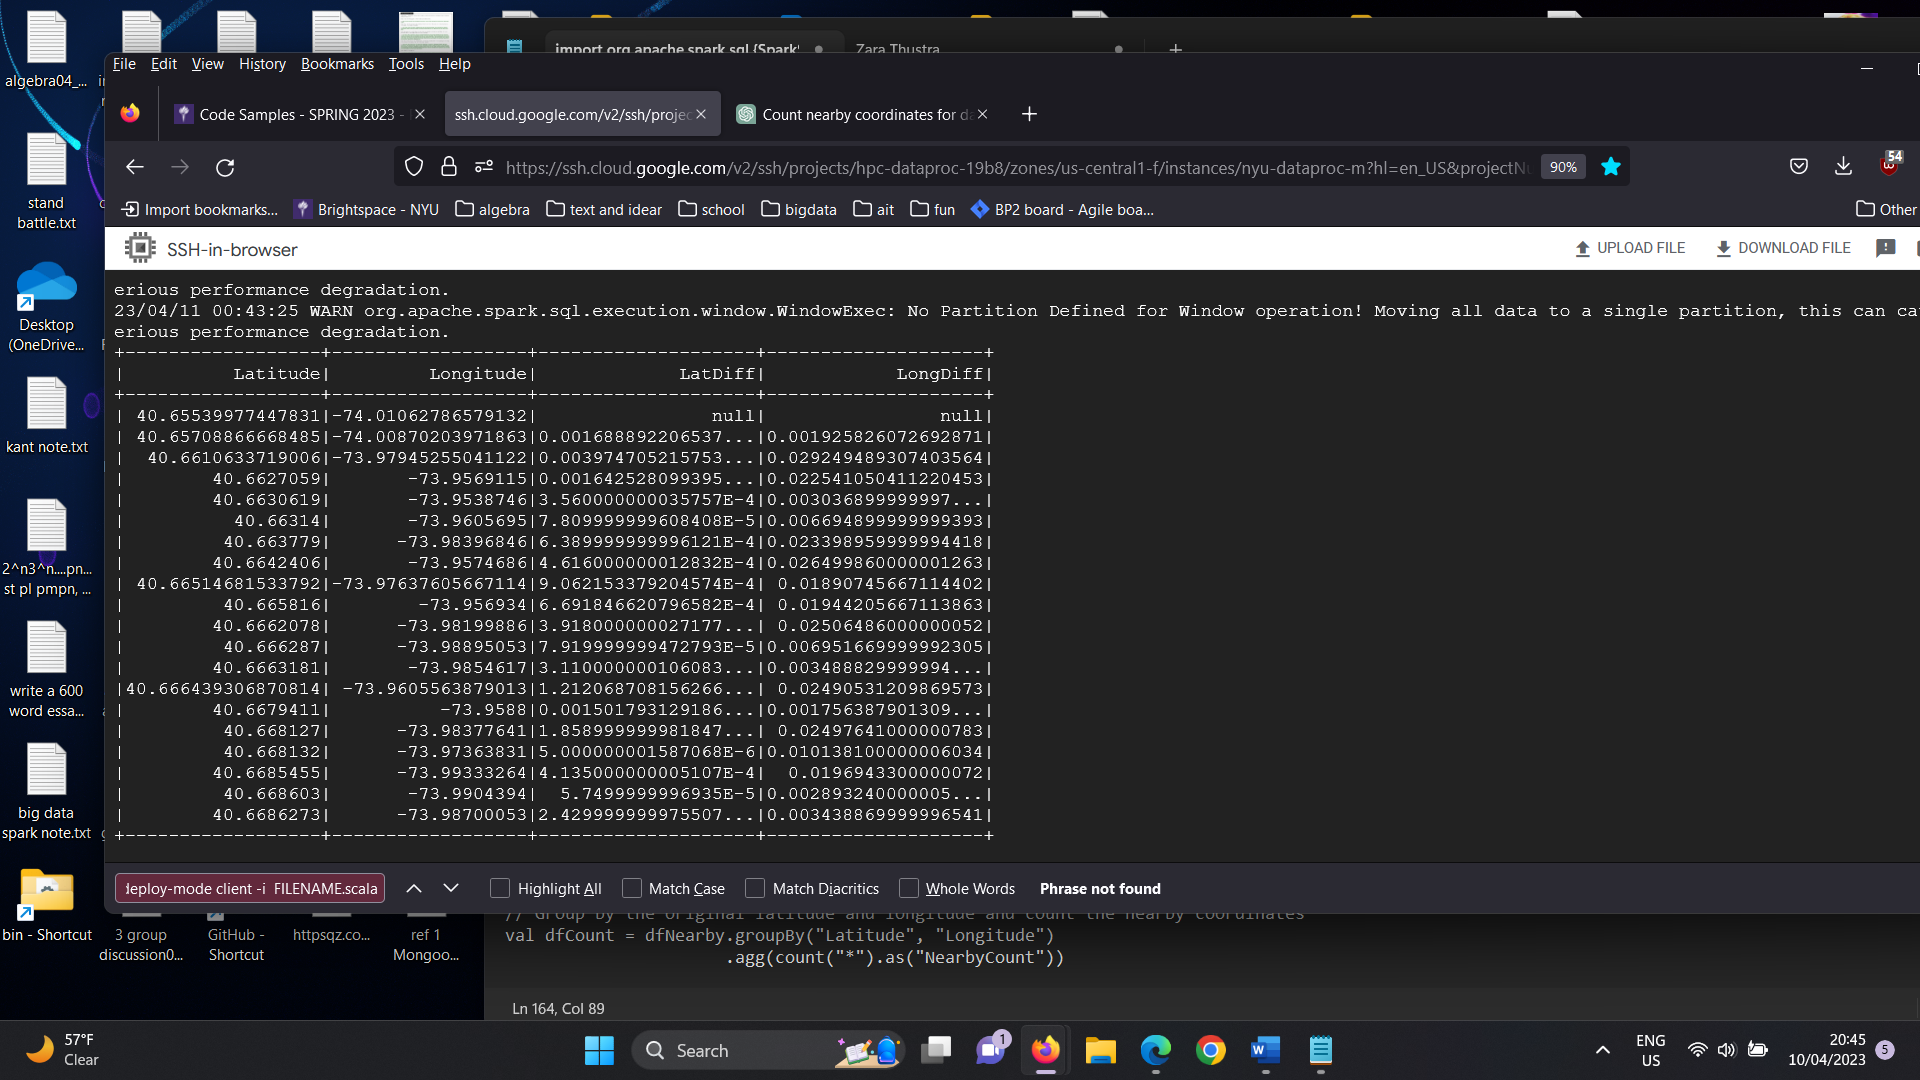 algebra04_...
stand
battle.txt
Desktop
(OneDrive...
kant note.txt
2^n3^n....pn...
st pl pmpn, ...
write a 600
word essa...
big data
spark note.txt
bin - Shortcut
3 group
discussion0...
GitHub -
Shortcut
httpsqz.co...
ref 1
Mongoo...
import org.apache.spark.sql.{Spark
Zara Thustra
File Edit View History Bookmarks Tools Help
Code Samples - SPRING 2023 -
ssh.cloud.google.com/v2/ssh/projec
Count nearby coordinates for da
https://ssh.cloud.google.com/v2/ssh/projects/hpc-dataproc-19b8/zones/us-central1-f/instances/nyu-dataproc-m?hl=en_US&projectNu
90%
54
Import bookmarks... Brightspace - NYU algebra text and idear school bigdata ait fun BP2 board - Agile boa... Other
SSH-in-browser
UPLOAD FILE DOWNLOAD FILE
erious performance degradation.
23/04/11 00:43:25 WARN org.apache.spark.sql.execution.window.WindowExec: No Partition Defined for Window operation! Moving all data to a single partition, this can cau
erious performance degradation.
+------------------+------------------+--------------------+--------------------+
|          Latitude|         Longitude|             LatDiff|            LongDiff|
+------------------+------------------+--------------------+--------------------+
| 40.65539977447831|-74.01062786579132|                null|                null|
| 40.65708866668485|-74.00870203971863|0.001688892206537...|0.001925826072692871|
|  40.6610633719006|-73.97945255041122|0.003974705215753...|0.029249489307403564|
|        40.6627059|       -73.9569115|0.001642528099395...|0.022541050411220453|
|        40.6630619|       -73.9538746|3.560000000035757E-4|0.003036899999997...|
|          40.66314|       -73.9605695|7.809999999608408E-5|0.006694899999999393|
|         40.663779|      -73.98396846|6.389999999996121E-4|0.023398959999994418|
|        40.6642406|       -73.9574686|4.616000000012832E-4|0.026499860000001263|
| 40.66514681533792|-73.97637605667114|9.062153379204574E-4| 0.01890745667114402|
|         40.665816|        -73.956934|6.691846620796582E-4| 0.01944205667113863|
|        40.6662078|      -73.98199886|3.91800000027177...| 0.02506486000000052|
|         40.666287|      -73.98895053|7.919999999472793E-5|0.006951669999992305|
|        40.6663181|       -73.9854617|3.110000000106083...|0.003488829999994...|
|40.666439306870814| -73.9605563879013|1.212068708156266...| 0.02490531209869573|
|        40.6679411|          -73.9588|0.001501793129186...|0.001756387901309...|
|         40.668127|      -73.98377641|1.858999999981847...| 0.02497641000000783|
|         40.668132|      -73.97363831|5.000000001587068E-6|0.010138100000006034|
|        40.6685455|      -73.99333264|4.135000000005107E-4|  0.0196943300000072|
|         40.668603|       -73.9904394|  5.74999999996935E-5|0.002893240000005...|
|        40.6686273|      -73.98700053|2.429999999975507...|0.003438869999996541|
+------------------+------------------+--------------------+--------------------+
deploy-mode client -i FILENAME.scala
Highlight All Match Case Match Diacritics Whole Words Phrase not found
// Group by the original latitude and longitude and count the nearby coordinates
val dfCount = dfNearby.groupBy("Latitude", "Longitude")
.agg(count("*").as("NearbyCount"))
Ln 164, Col 89
57°F
Clear
Search
1
ENG
US
20:45
10/04/2023
5